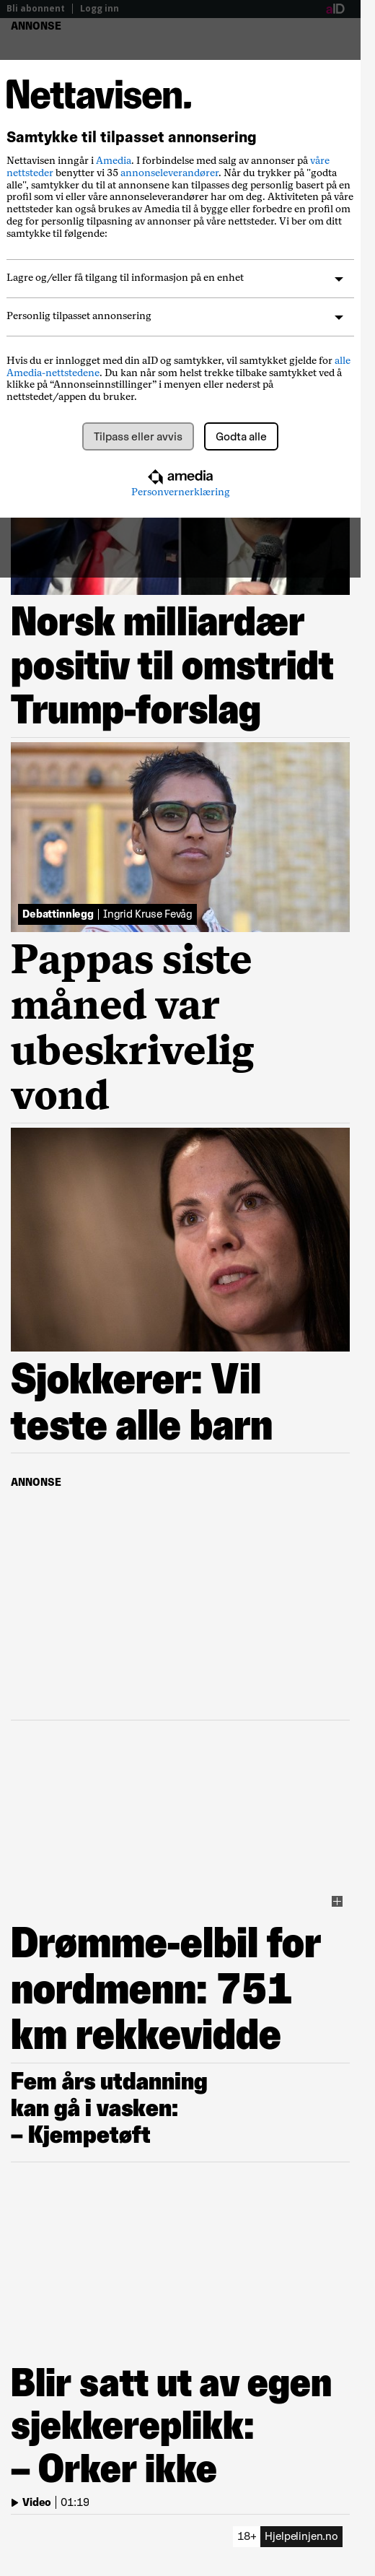 Bli abonnent | Logg inn
aID
ANNONSE
Nettavisen.
Samtykke til tilpasset annonsering
Nettavisen inngår i Amedia. I forbindelse med salg av annonser på våre
nettsteder benytter vi 35 annonseleverandører. Når du trykker på "godta
alle", samtykker du til at annonsene kan tilpasses deg personlig basert på en
profil som vi eller våre annonseleverandører har om deg. Aktiviteten på våre
nettsteder kan også brukes av Amedia til å bygge eller forbedre en profil om
deg for personlig tilpasning av annonser på våre nettsteder. Vi ber om ditt
samtykke til følgende:
Lagre og/eller få tilgang til informasjon på en enhet
Personlig tilpasset annonsering
Hvis du er innlogget med din aID og samtykker, vil samtykket gjelde for alle
Amedia-nettstedene. Du kan når som helst trekke tilbake samtykket ved å
klikke på “Annonseinnstillinger” i menyen eller nederst på
nettstedet/appen du bruker.
Tilpass eller avvis
Godta alle
amedia
Personvernerklæring
Norsk milliardær
positiv til omstridt
Trump-forslag
Debattinnlegg | Ingrid Kruse Fevåg
Pappas siste
måned var
ubeskrivelig
vond
Sjokkerer: Vil
teste alle barn
ANNONSE
Drømme-elbil for
nordmenn: 751
km rekkevidde
Fem års utdanning
kan gå i vasken:
– Kjempetøft
Blir satt ut av egen
sjekkereplikk:
– Orker ikke
Video | 01:19
18+ Hjelpelinjen.no